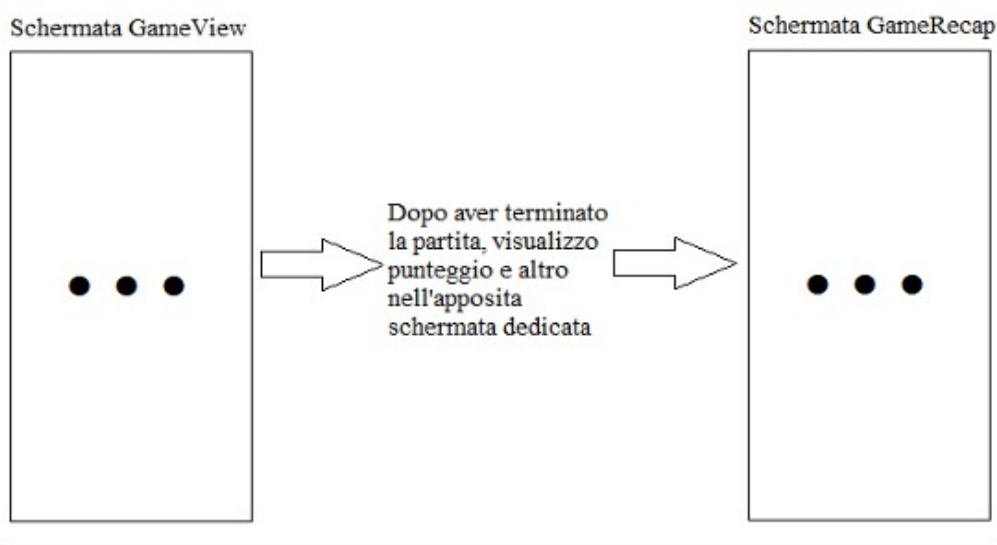 Schermata GameView
Schermata GameRecap
Dopo aver terminato
la partita, visualizzo
punteggio e altro
nell'apposita
schermata dedicata